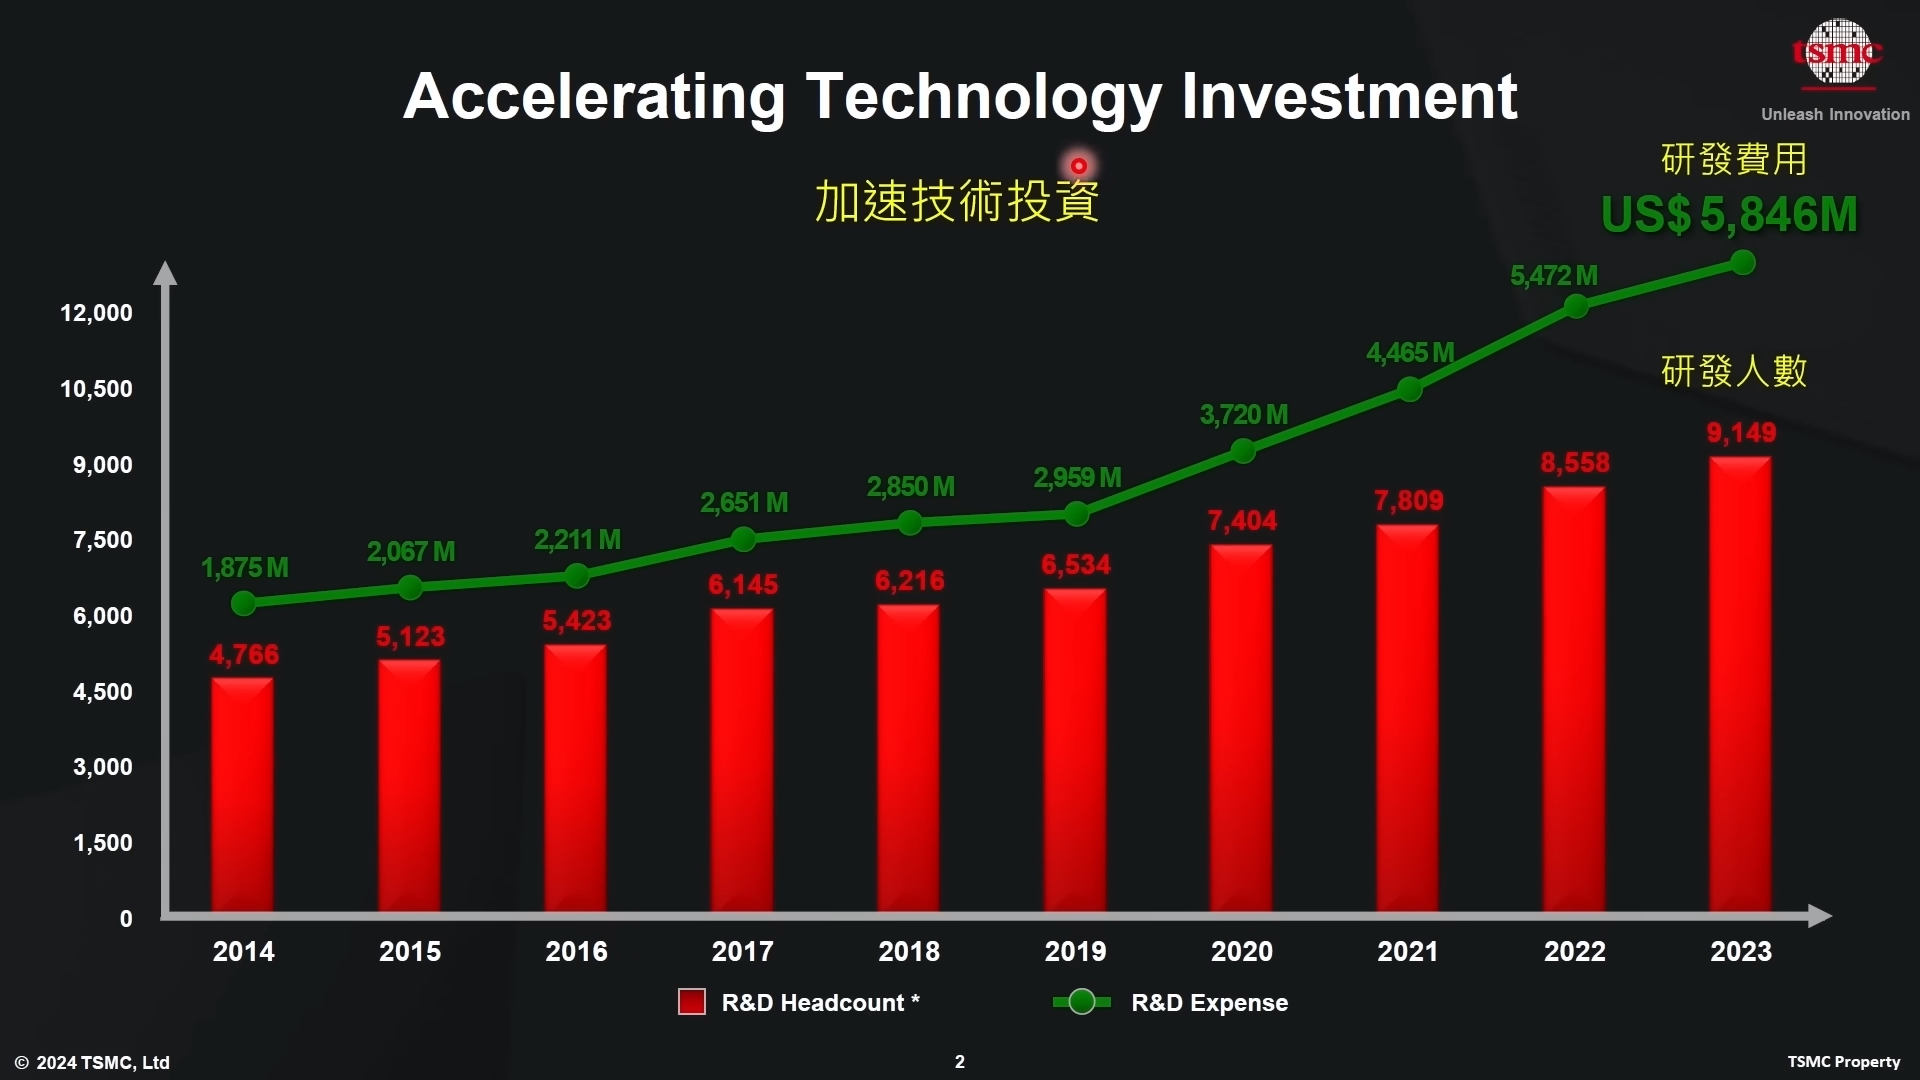 tsmc
Unleash Innovation
Accelerating Technology Investment
加速技術投資
研發費用
US$ 5,846M
研發人數
12,000
10,500
9,000
7,500
6,000
4,500
3,000
1,500
0
1,875 M
2,067 M
2,211 M
2,651 M
2,850 M
2,959 M
3,720 M
4,465 M
5,472 M
4,766
5,123
5,423
6,145
6,216
6,534
7,404
7,809
8,558
9,149
2014 2015 2016 2017 2018 2019 2020 2021 2022 2023
R&D Headcount * R&D Expense
© 2024 TSMC, Ltd 2 TSMC Property